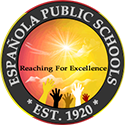 ESPAÑOLA PUBLIC SCHOOLS
Reaching For Excellence
* EST. 1920 *